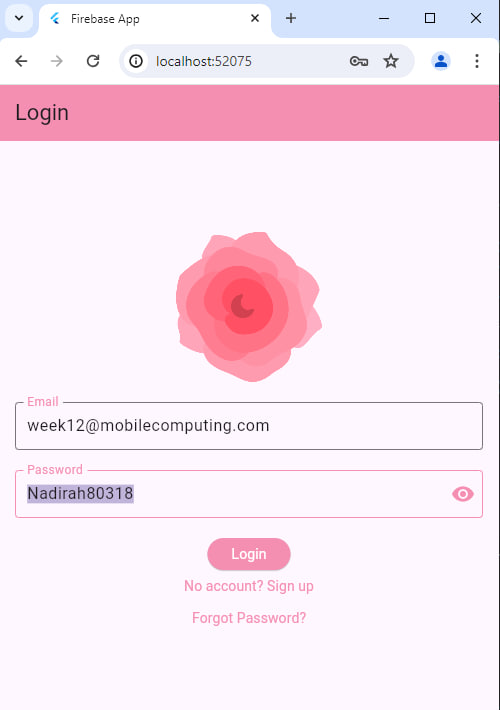 Firebase App
localhost:52075
Login
Email
week12@mobilecomputing.com
Password
Nadirah80318
Login
No account? Sign up
Forgot Password?